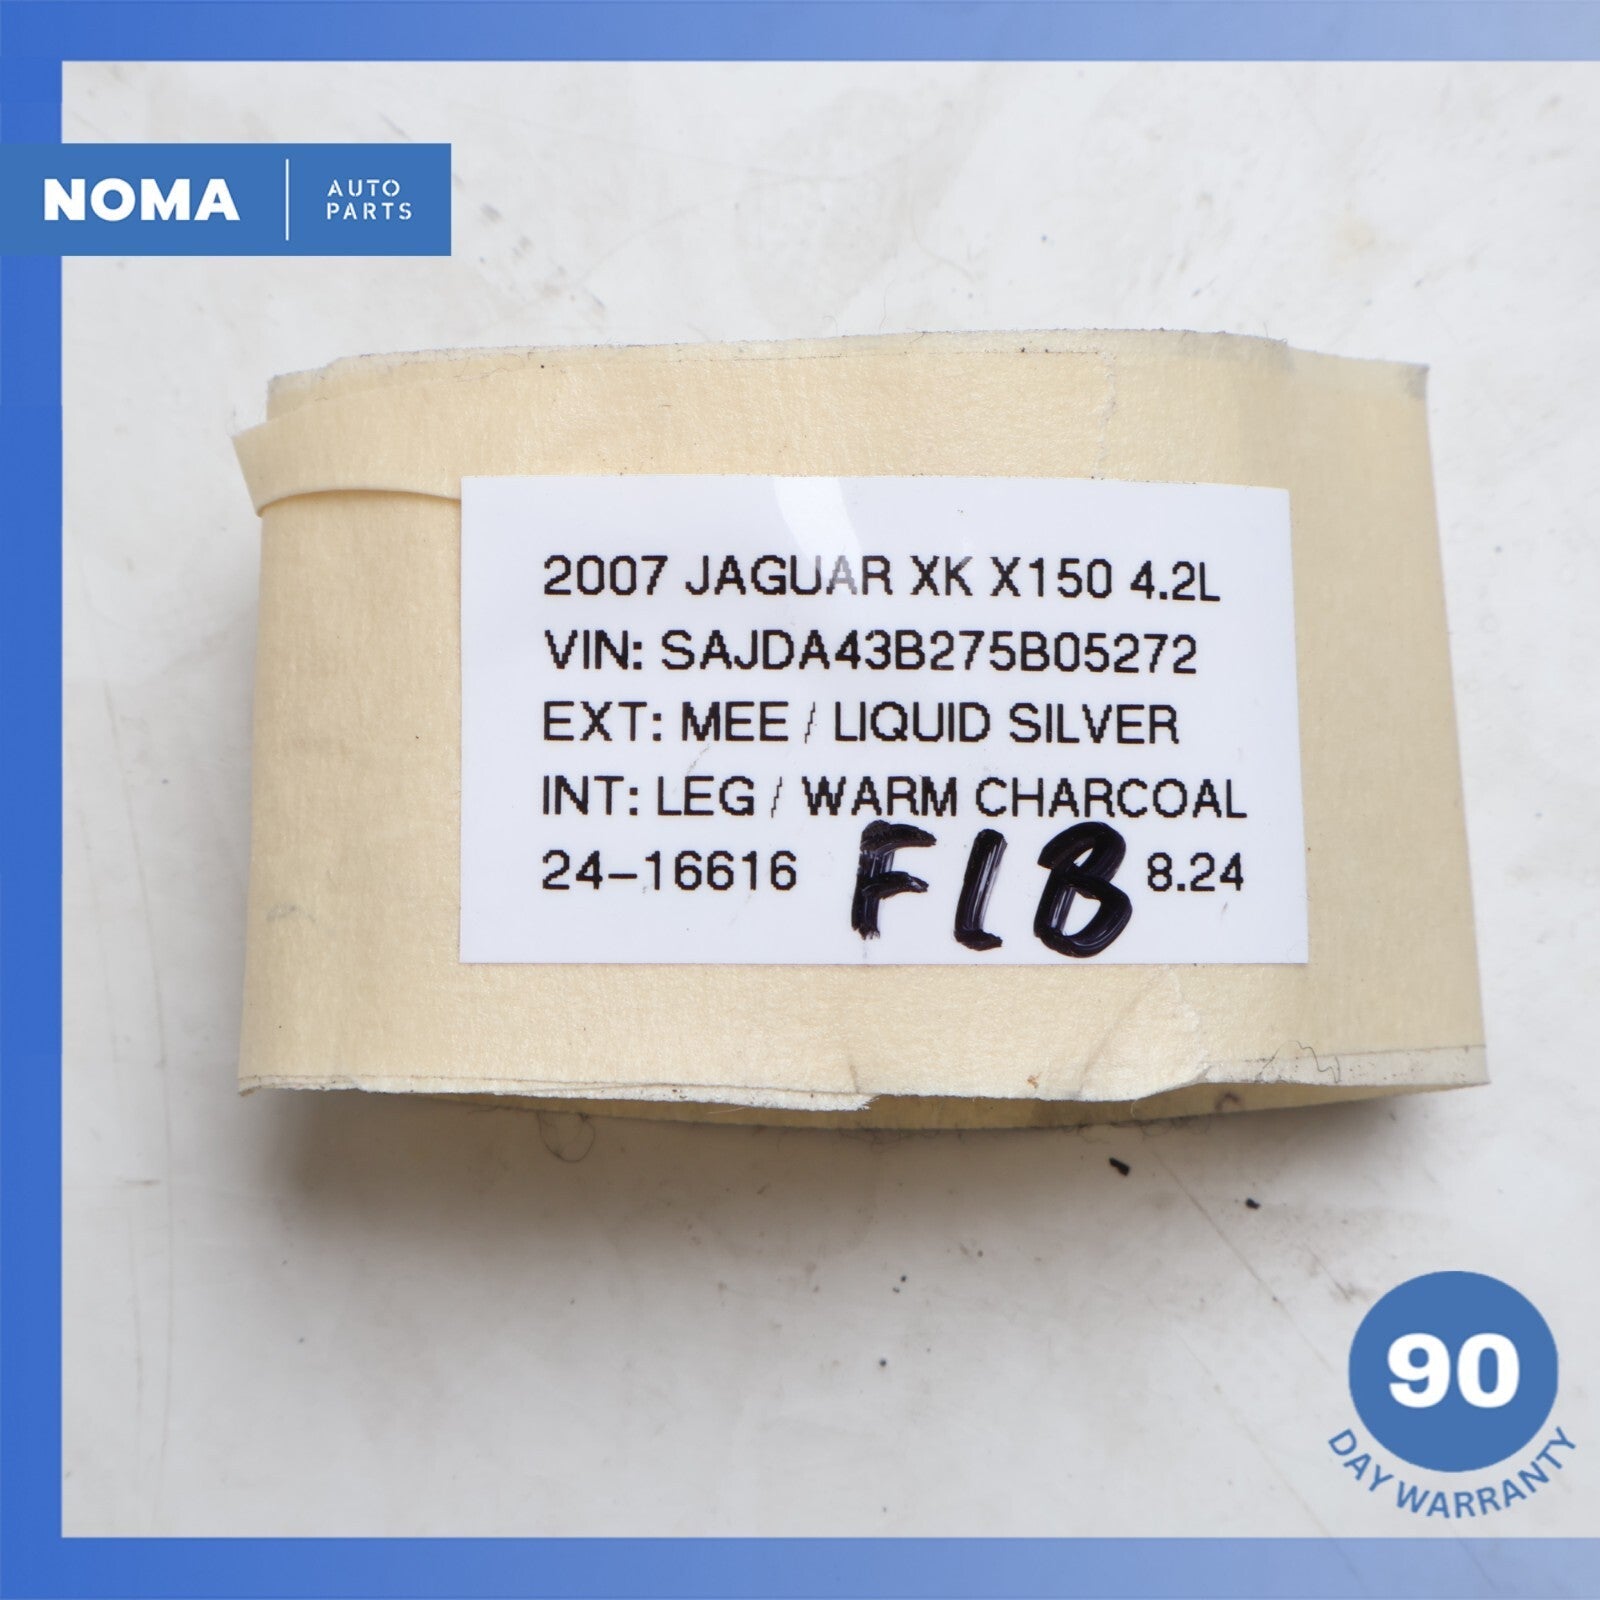 NOMA
AUTO
PARTS
2007 JAGUAR XK X150 4.2L
VIN: SAJDA43B275B05272
EXT: MEE / LIQUID SILVER
INT: LEG / WARM CHARCOAL
24-16616 FLB 8.24
90
DAY WARRANTY